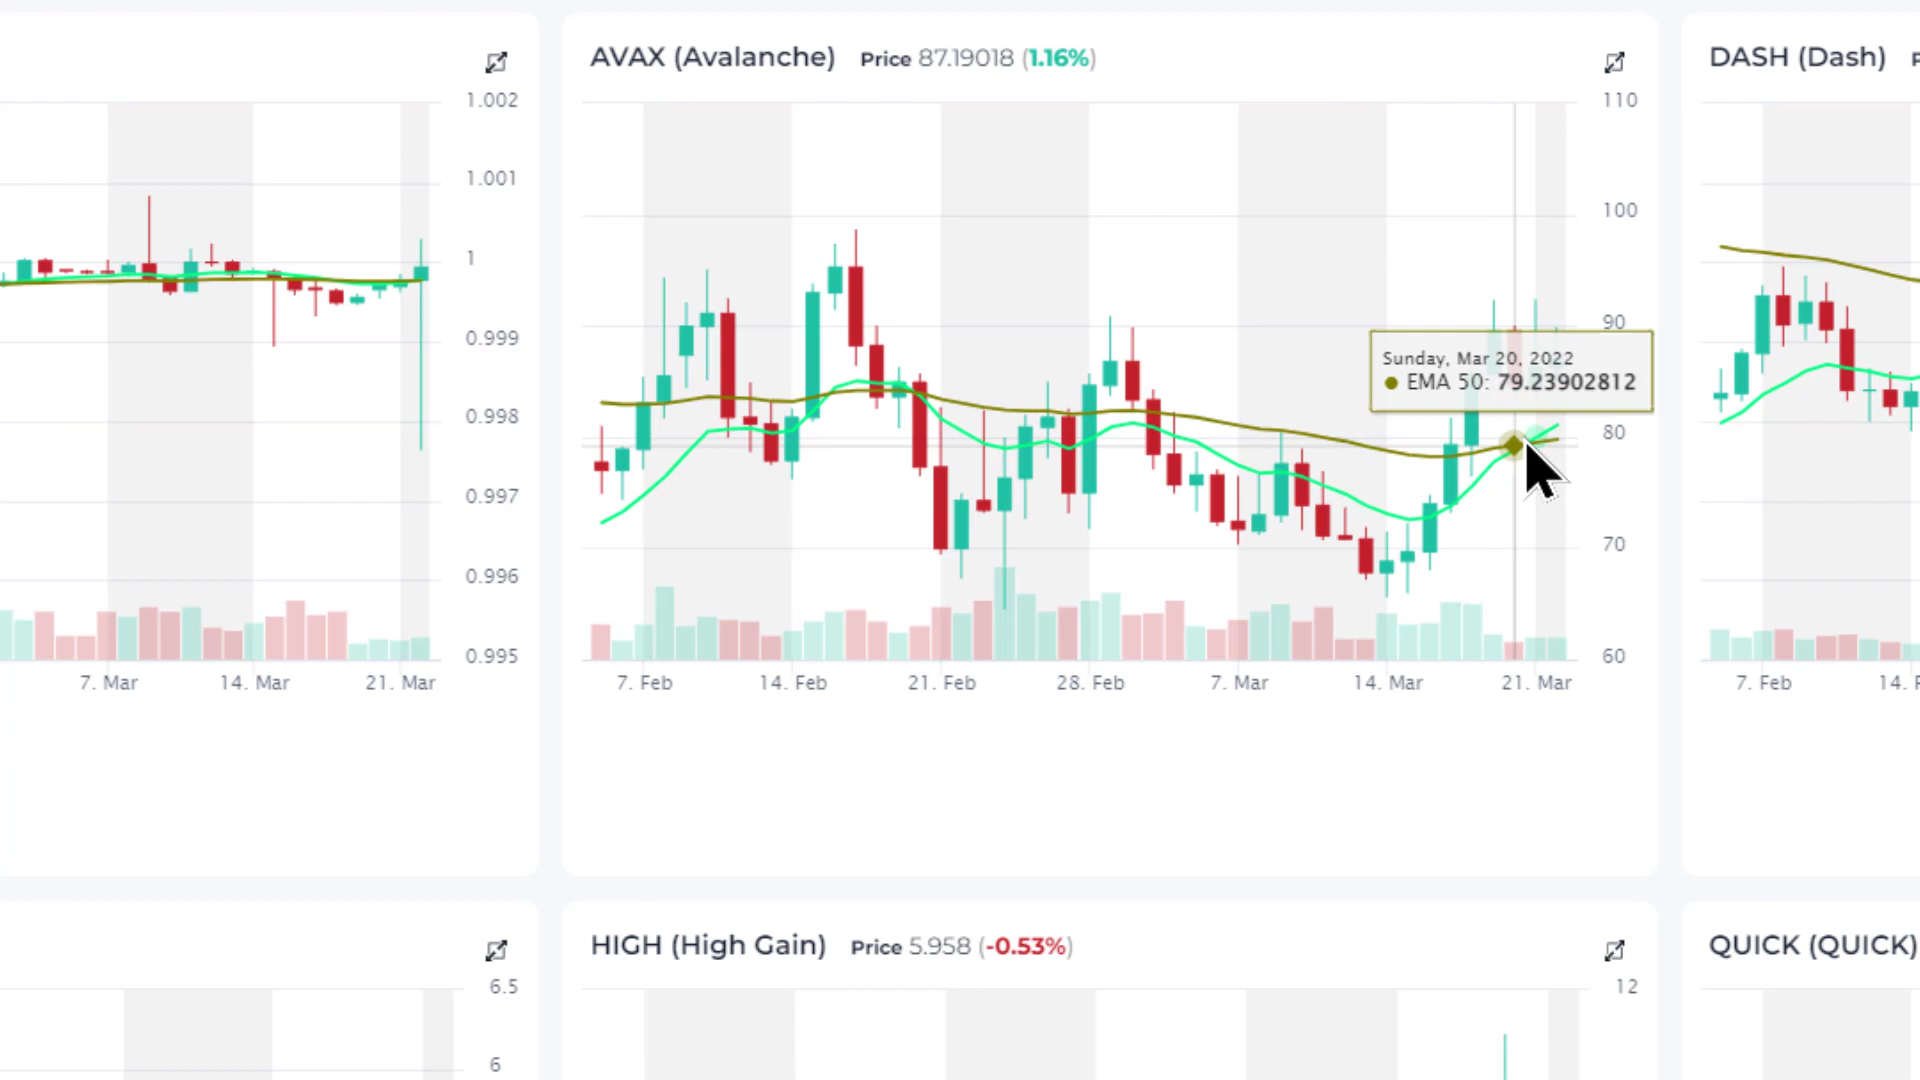 1.002
1.001
1
0.999
0.998
0.997
0.996
0.995
7. Mar 14. Mar 21. Mar
AVAX (Avalanche) Price 87.19018 (1.16%)
110
100
90
80
70
60
Sunday, Mar 20, 2022
EMA 50: 79.23902812
7. Feb 14. Feb 21. Feb 28. Feb 7. Mar 14. Mar 21. Mar
DASH (Dash)
7. Feb 14.
6.5
6
HIGH (High Gain) Price 5.958 (-0.53%)
12
QUICK (QUICK)